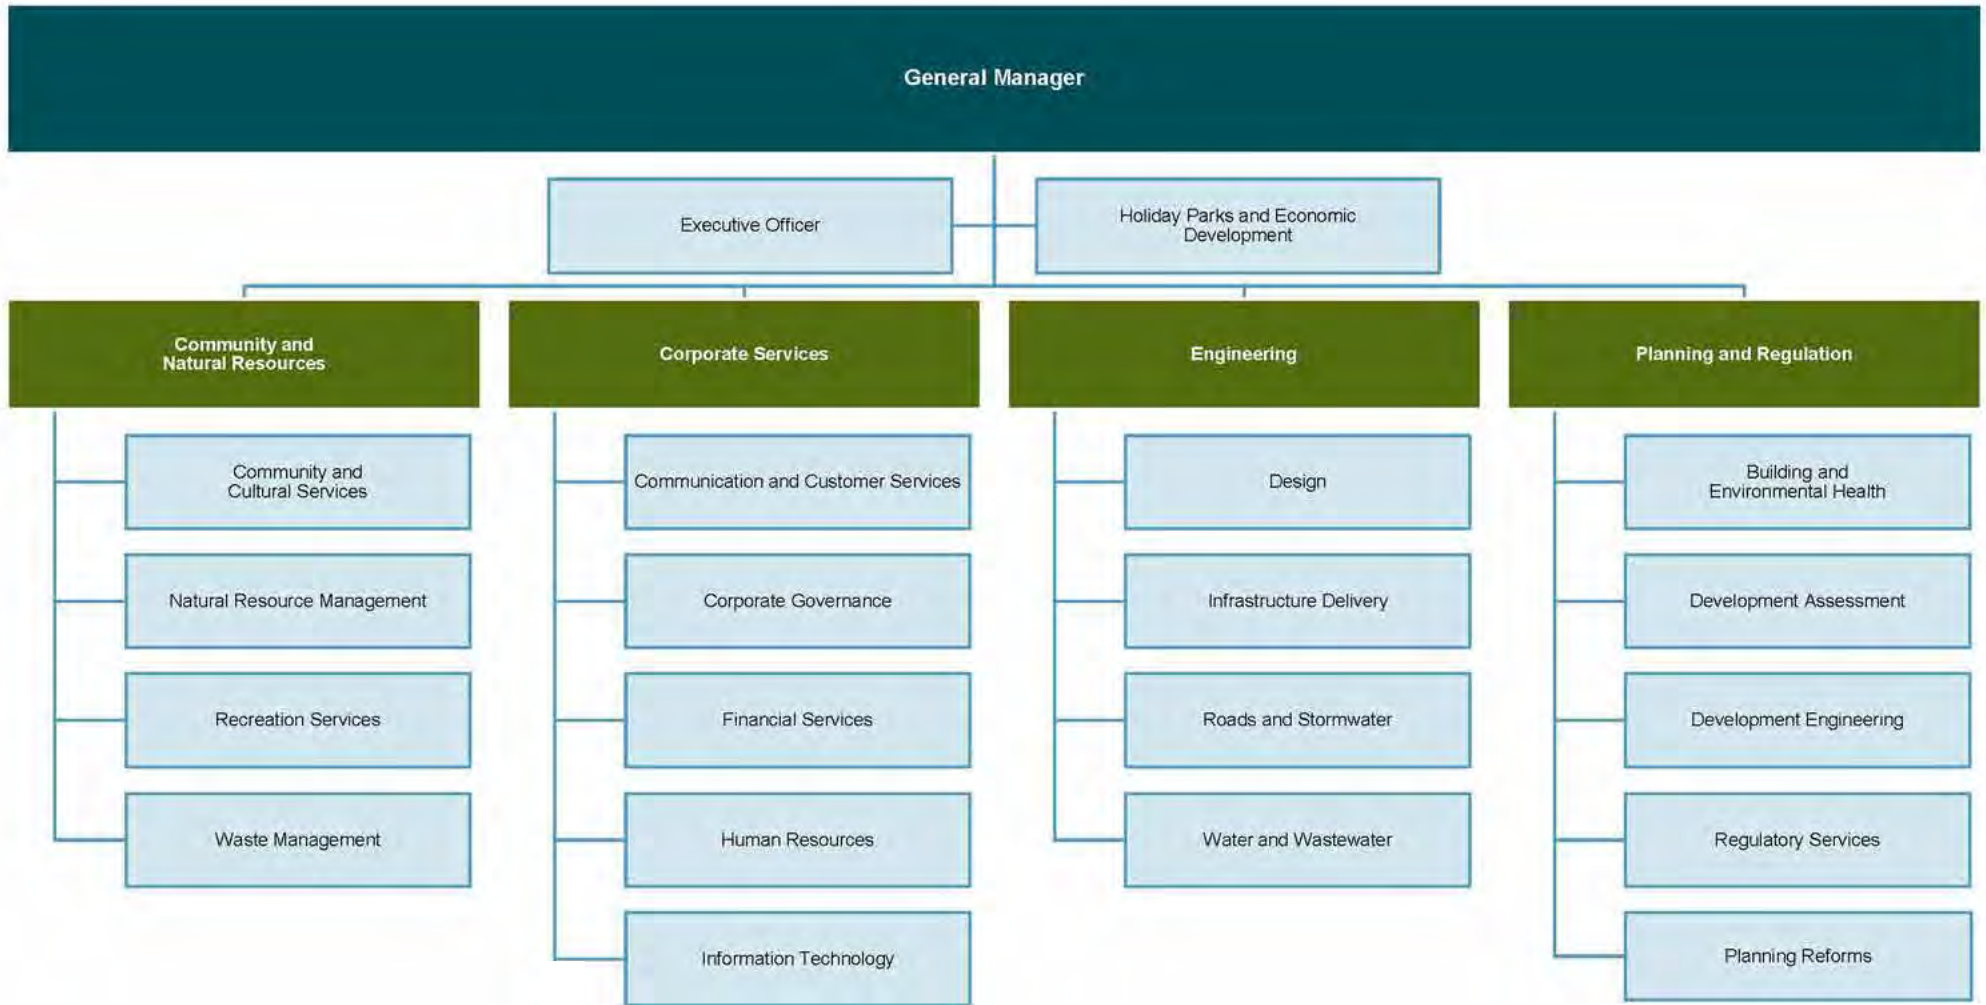 General Manager
Executive Officer
Holiday Parks and Economic
Development
Community and
Natural Resources
Corporate Services
Engineering
Planning and Regulation
Community and
Cultural Services
Natural Resource Management
Recreation Services
Waste Management
Communication and Customer Services
Corporate Governance
Financial Services
Human Resources
Information Technology
Design
Infrastructure Delivery
Roads and Stormwater
Water and Wastewater
Building and
Environmental Health
Development Assessment
Development Engineering
Regulatory Services
Planning Reforms